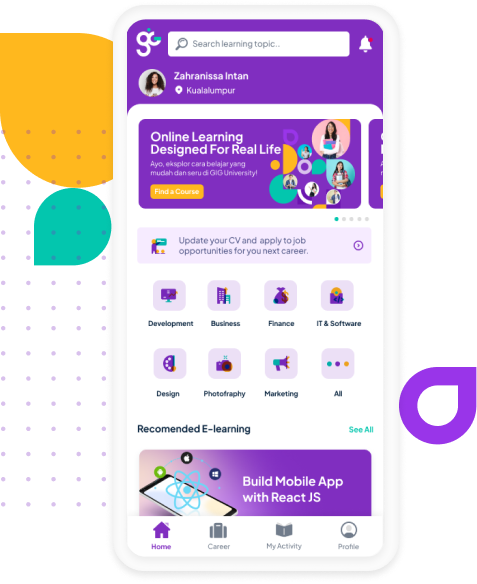 gc
Search learning topic..
Zahranissa Intan
Kualalumpur
Online Learning
Designed For Real Life
Ayo, eksplor cara belajar yang
mudah dan seru di GIG University!
Find a Course
Update your CV and apply to job
opportunities for you next career.
Development
Business
Finance
IT & Software
Design
Photofraphy
Marketing
All
Recomended E-learning
See All
Build Mobile App
with React JS
Home
Career
My Activity
Profile